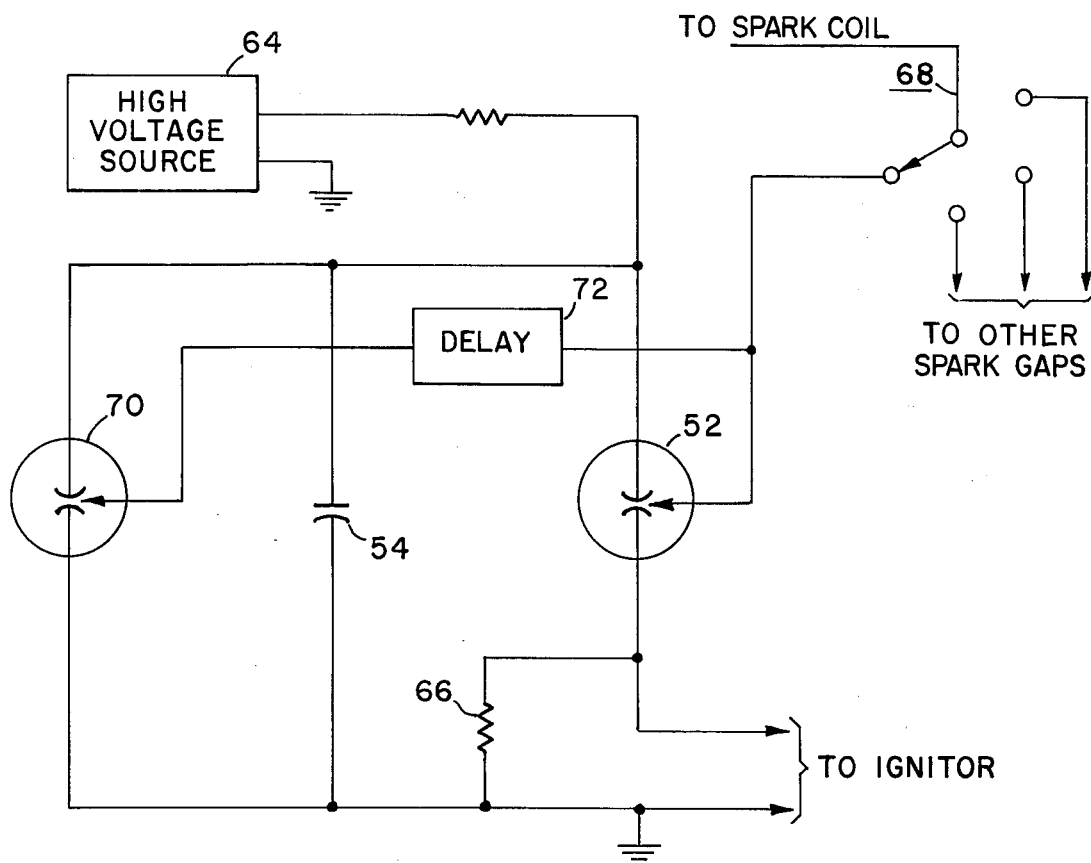 TO SPARK COIL
64
68
HIGH
VOLTAGE
SOURCE
72
DELAY
TO OTHER
SPARK GAPS
70
52
54
66
TO IGNITOR